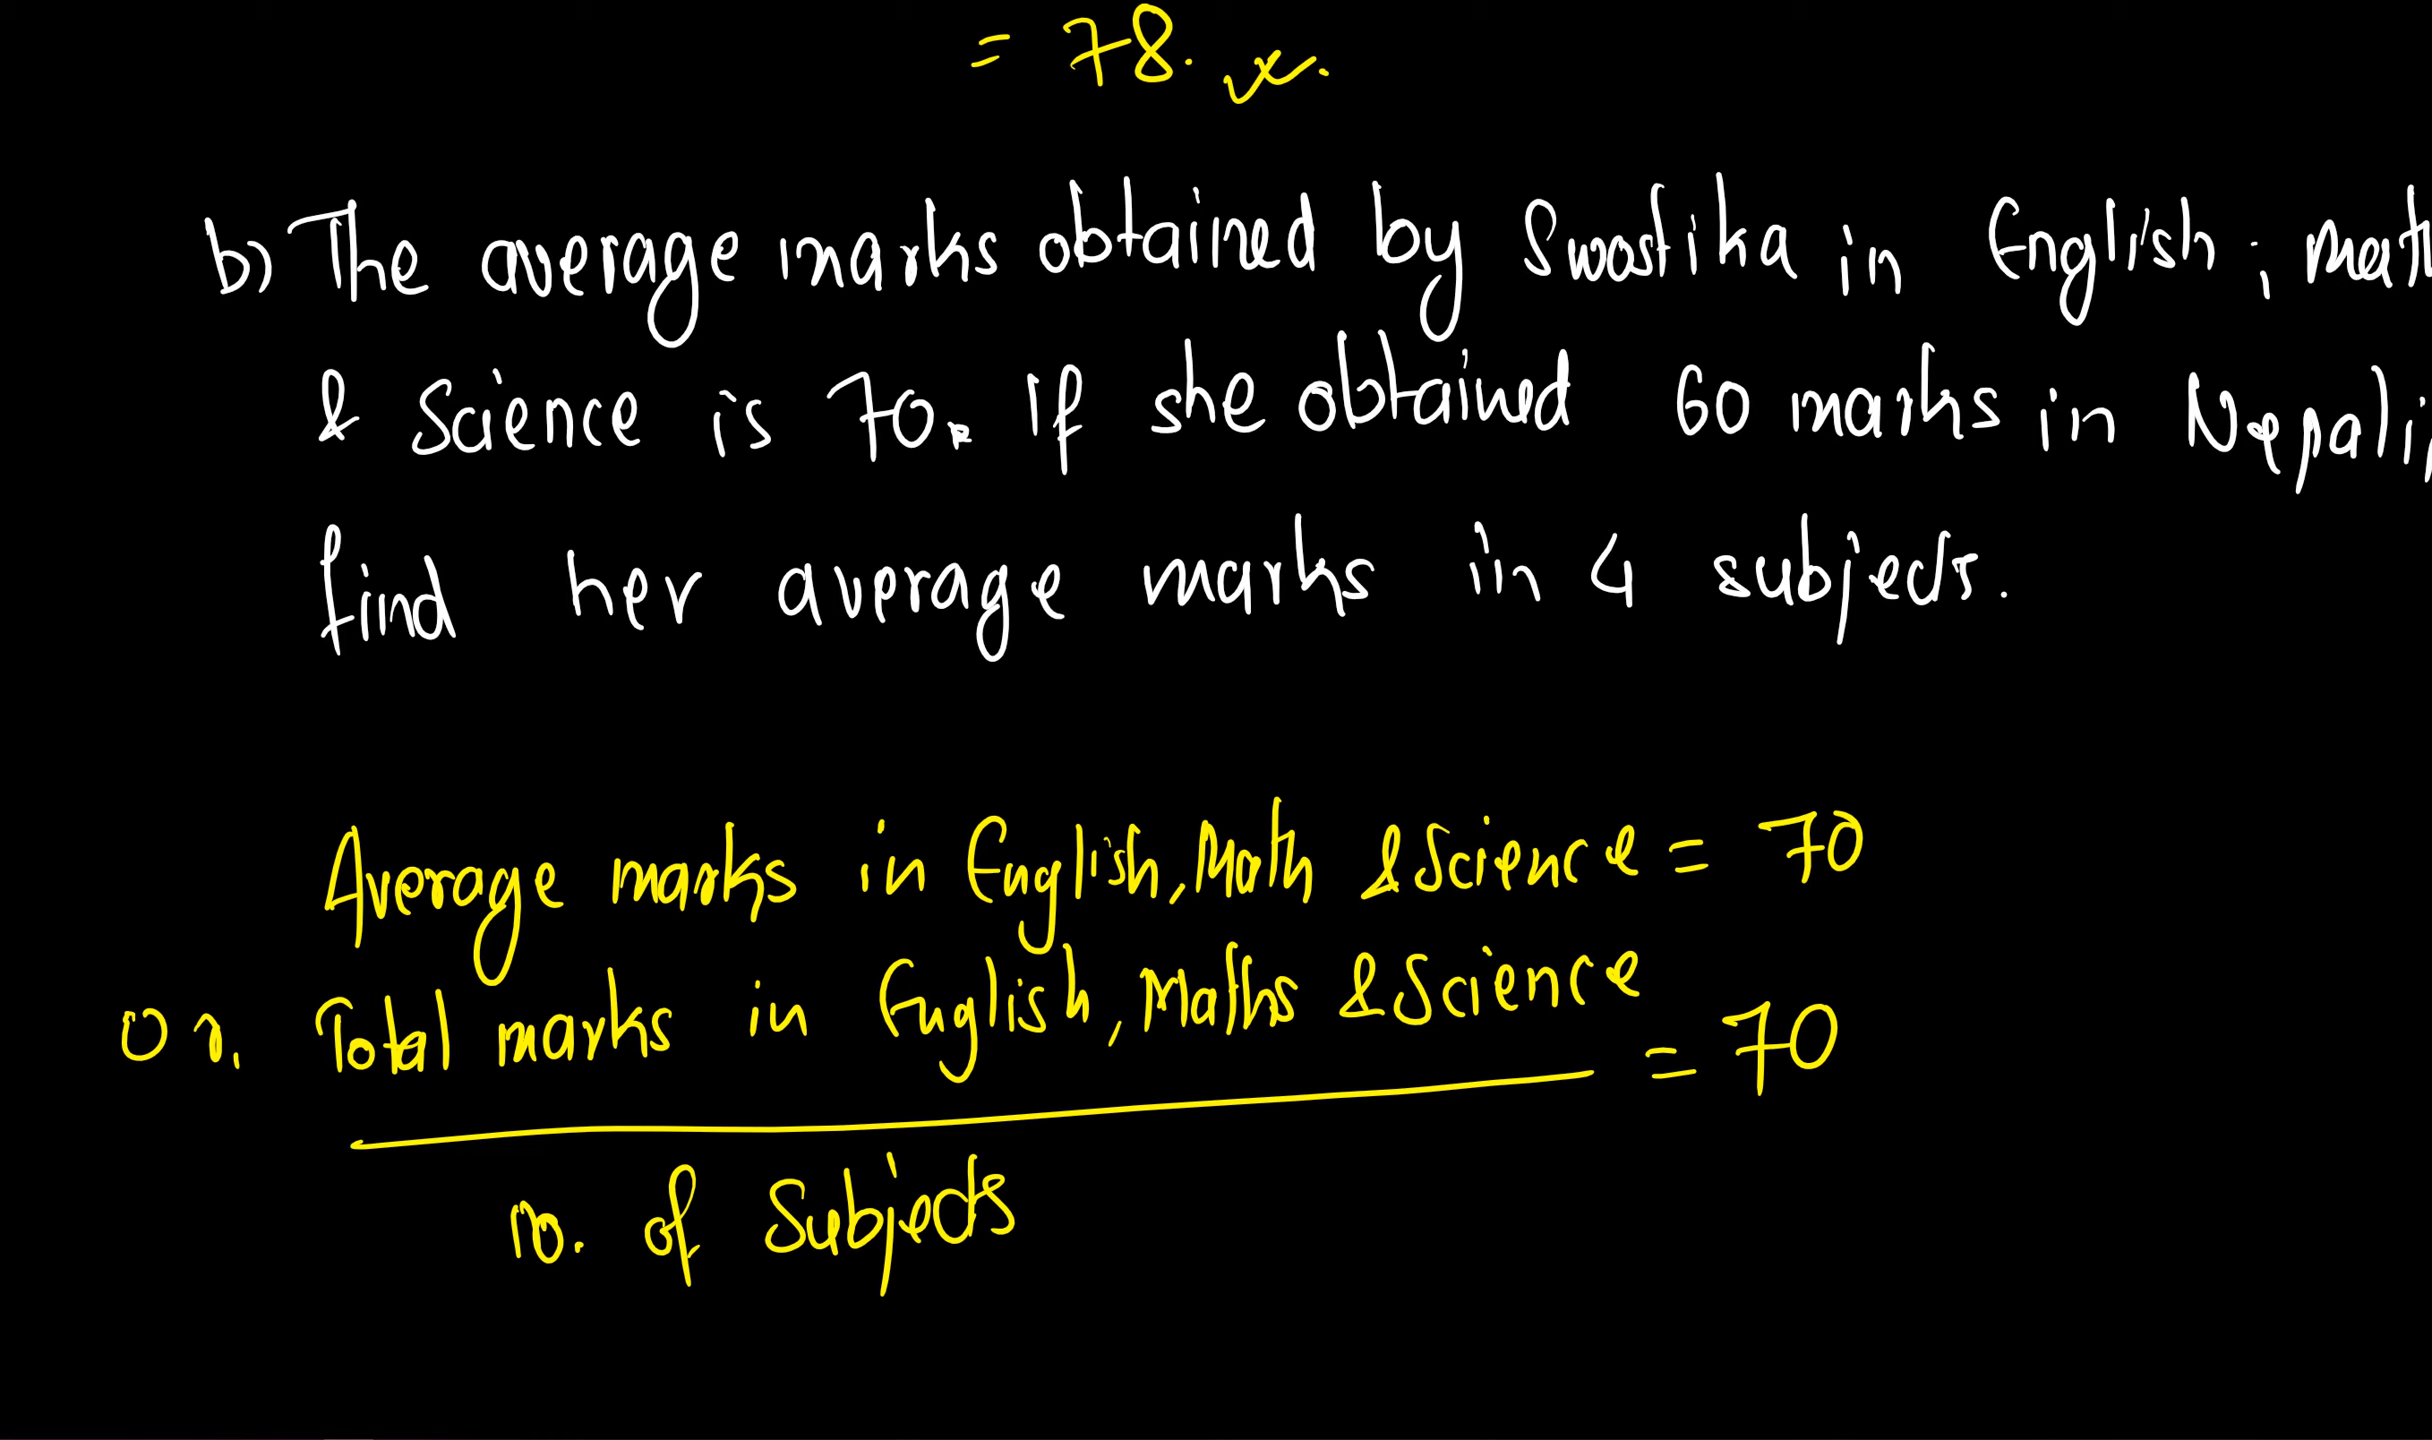 = 78.
b) The average marks obtained by Swostika in English, math
& Science is 70. If she obtained 60 marks in Nepali,
find her average marks in 4 subjects.
Average marks in English, Math & Science = 70
Or. Total marks in English, Maths & Science
= 70
no. of Subjects